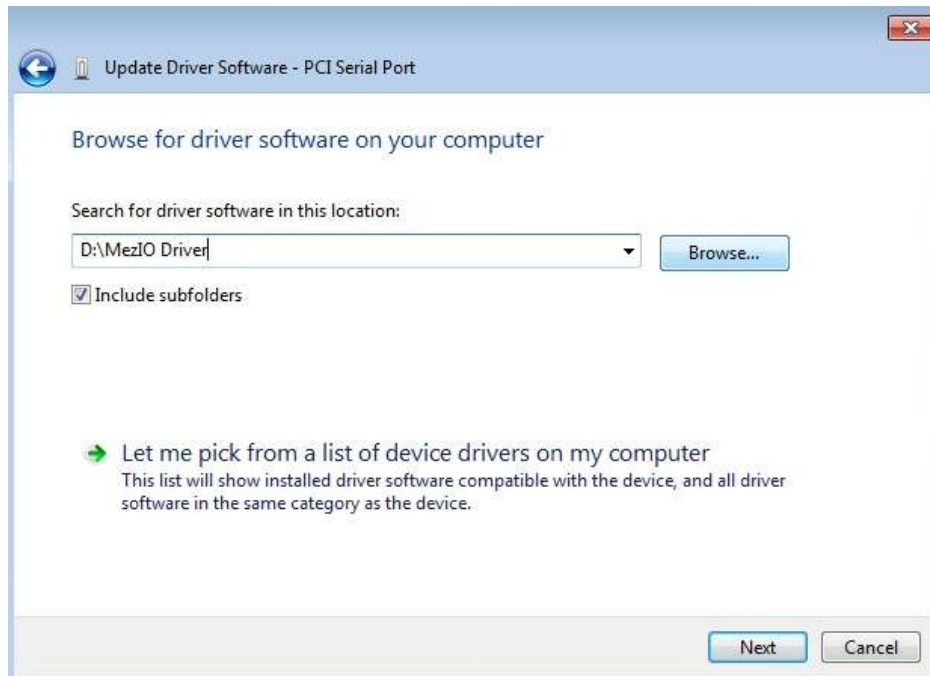 Update Driver Software - PCI Serial Port
Browse for driver software on your computer
Search for driver software in this location:
D:\MezIO Driver
Browse...
Include subfolders
Let me pick from a list of device drivers on my computer
This list will show installed driver software compatible with the device, and all driver
software in the same category as the device.
Next
Cancel